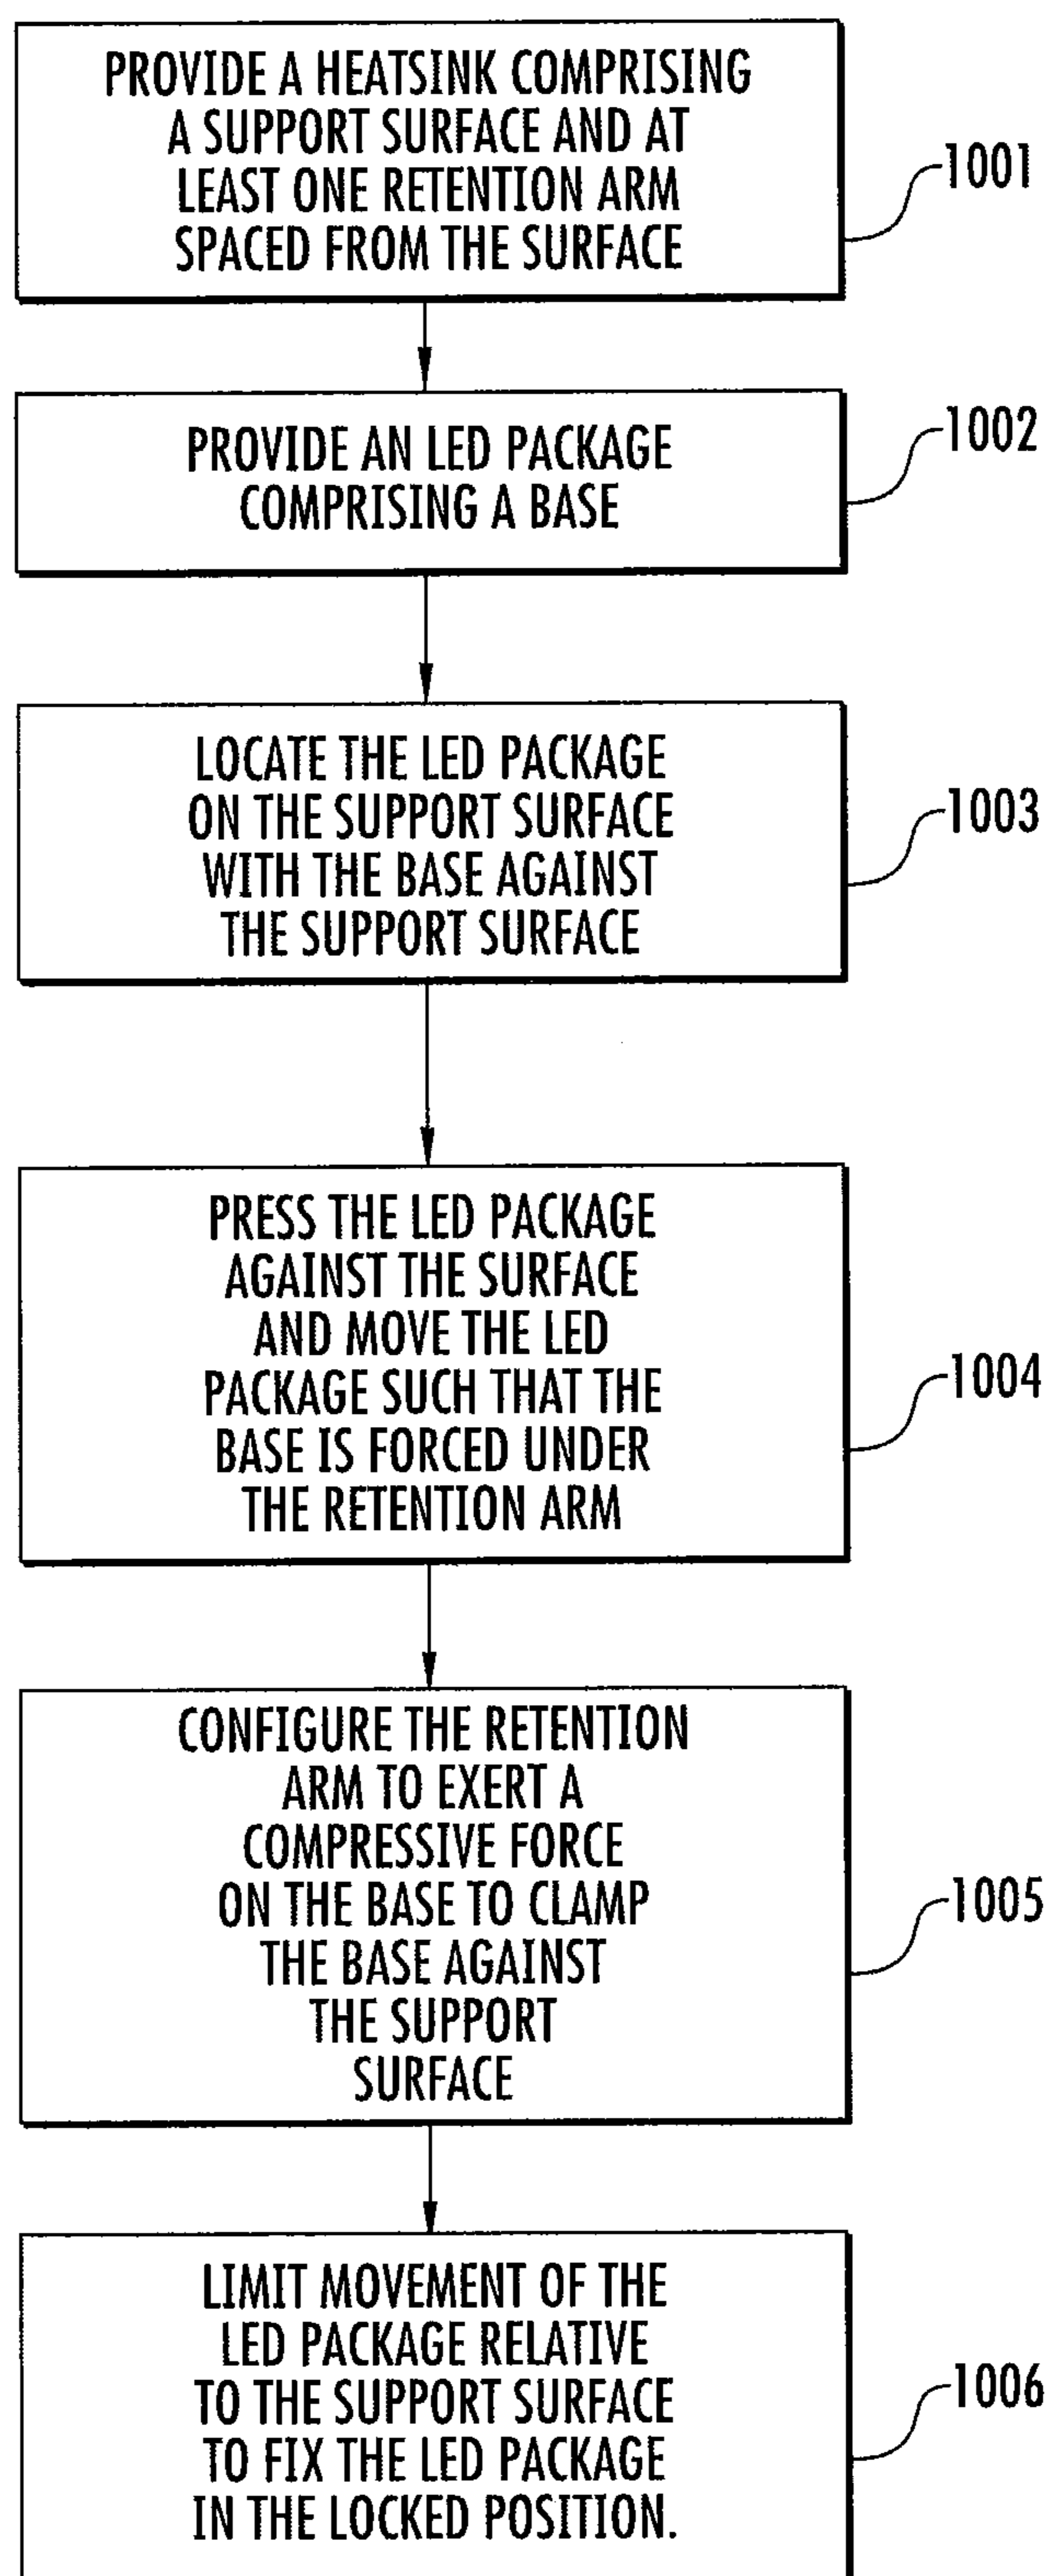 PROVIDE A HEATSINK COMPRISING
A SUPPORT SURFACE AND AT
LEAST ONE RETENTION ARM
SPACED FROM THE SURFACE
1001
PROVIDE AN LED PACKAGE
COMPRISING A BASE
1002
LOCATE THE LED PACKAGE
ON THE SUPPORT SURFACE
WITH THE BASE AGAINST
THE SUPPORT SURFACE
1003
PRESS THE LED PACKAGE
AGAINST THE SURFACE
AND MOVE THE LED
PACKAGE SUCH THAT THE
BASE IS FORCED UNDER
THE RETENTION ARM
1004
CONFIGURE THE RETENTION
ARM TO EXERT A
COMPRESSIVE FORCE
ON THE BASE TO CLAMP
THE BASE AGAINST
THE SUPPORT
SURFACE
1005
LIMIT MOVEMENT OF THE
LED PACKAGE RELATIVE
TO THE SUPPORT SURFACE
TO FIX THE LED PACKAGE
IN THE LOCKED POSITION.
1006